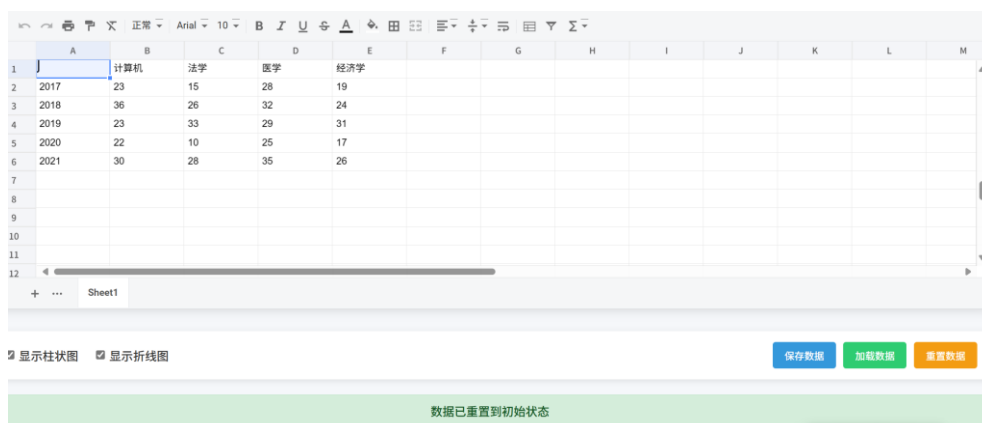 正常 Arial 10 B I U S A Σ
A B C D E F G H I J K L M
1 计算机 法学 医学 经济学
2 2017 23 15 28 19
3 2018 36 26 32 24
4 2019 23 33 29 31
5 2020 22 10 25 17
6 2021 30 28 35 26
7
8
9
10
11
12
+ ... Sheet1
显示柱状图 显示折线图 保存数据 加载数据 重置数据
数据已重置到初始状态